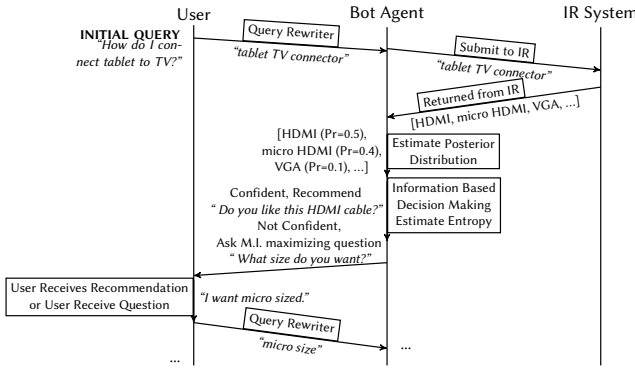 User
Bot Agent
IR System
INITIAL QUERY
"How do I con-
nect tablet to TV?"
Query Rewriter
"tablet TV connector"
Submit to IR
"tablet TV connector"
Returned from IR
[HDMI, micro HDMI, VGA, ...]
[HDMI (Pr=0.5),
micro HDMI (Pr=0.4),
VGA (Pr=0.1), ...]
Estimate Posterior
Distribution
Confident, Recommend
" Do you like this HDMI cable?"
Not Confident,
Ask M.I. maximizing question
" What size do you want?"
Information Based
Decision Making
Estimate Entropy
User Receives Recommendation
or User Receive Question
"I want micro sized."
Query Rewriter
"micro size"
...
...